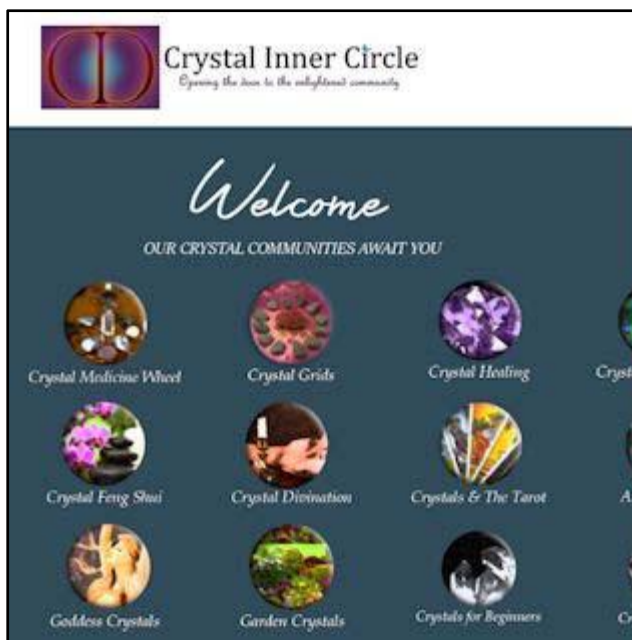 Crystal Inner Circle
Opening the door to the enlightened community
Welcome
OUR CRYSTAL COMMUNITIES AWAIT YOU
Crystal Medicine Wheel
Crystal Grids
Crystal Healing
Cryst
Crystal Feng Shui
Crystal Divination
Crystals & The Tarot
A
Goddess Crystals
Garden Crystals
Crystals for Beginners
Cr